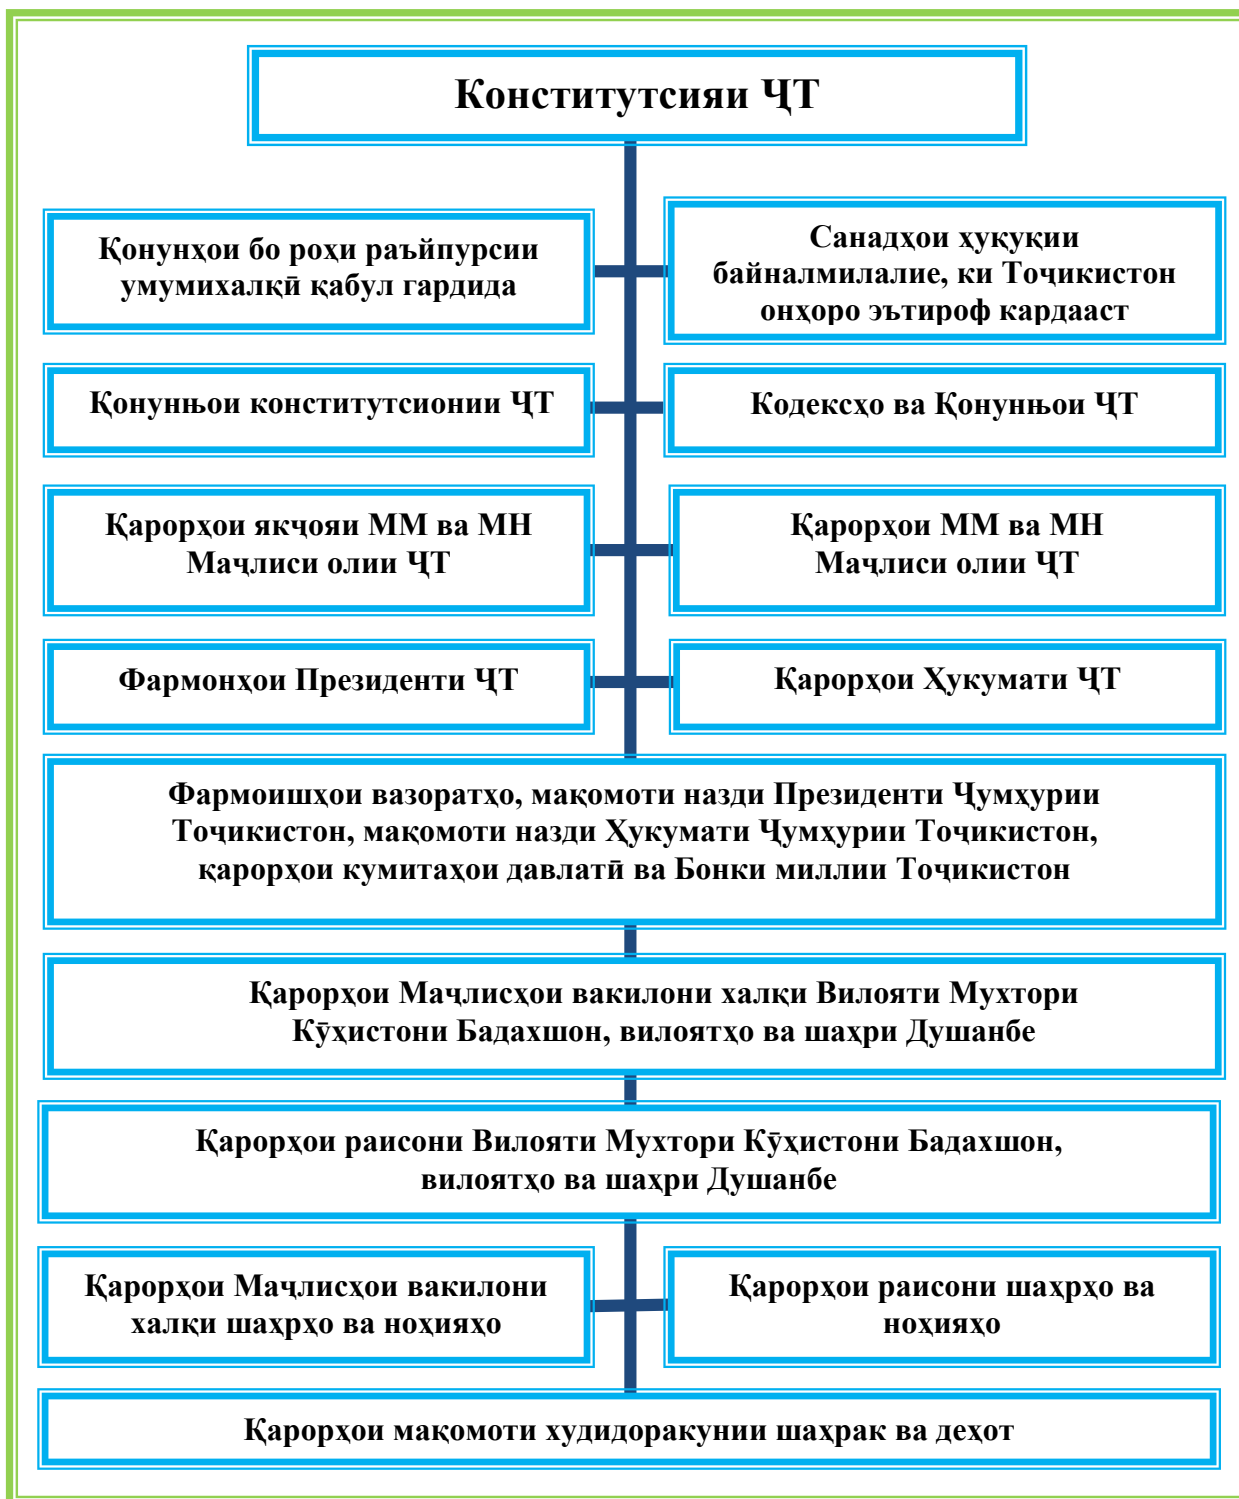 Конститутсияи ҶТ
Қонунҳои бо роҳи раъйпурсии
умумихалқӣ қабул гардида
Санадҳои ҳуқуқии
байналмилалие, ки Тоҷикистон
онҳоро эътироф кардааст
Қонунњои конститутсионии ҶТ
Кодексҳо ва Қонунњои ҶТ
Қарорҳои якҷояи ММ ва МН
Маҷлиси олии ҶТ
Қарорҳои ММ ва МН
Маҷлиси олии ҶТ
Фармонҳои Президенти ҶТ
Қарорҳои Ҳукумати ҶТ
Фармоишҳои вазоратҳо, мақомоти назди Президенти Ҷумҳурии
Тоҷикистон, мақомоти назди Ҳукумати Ҷумҳурии Тоҷикистон,
қарорҳои кумитаҳои давлатӣ ва Бонки миллии Тоҷикистон
Қарорҳои Маҷлисҳои вакилони халқи Вилояти Мухтори
Кӯҳистони Бадахшон, вилоятҳо ва шаҳри Душанбе
Қарорҳои раисони Вилояти Мухтори Кӯҳистони Бадахшон,
вилоятҳо ва шаҳри Душанбе
Қарорҳои Маҷлисҳои вакилони
халқи шаҳрҳо ва ноҳияҳо
Қарорҳои раисони шаҳрҳо ва
ноҳияҳо
Қарорҳои мақомоти худидоракунии шаҳрак ва деҳот